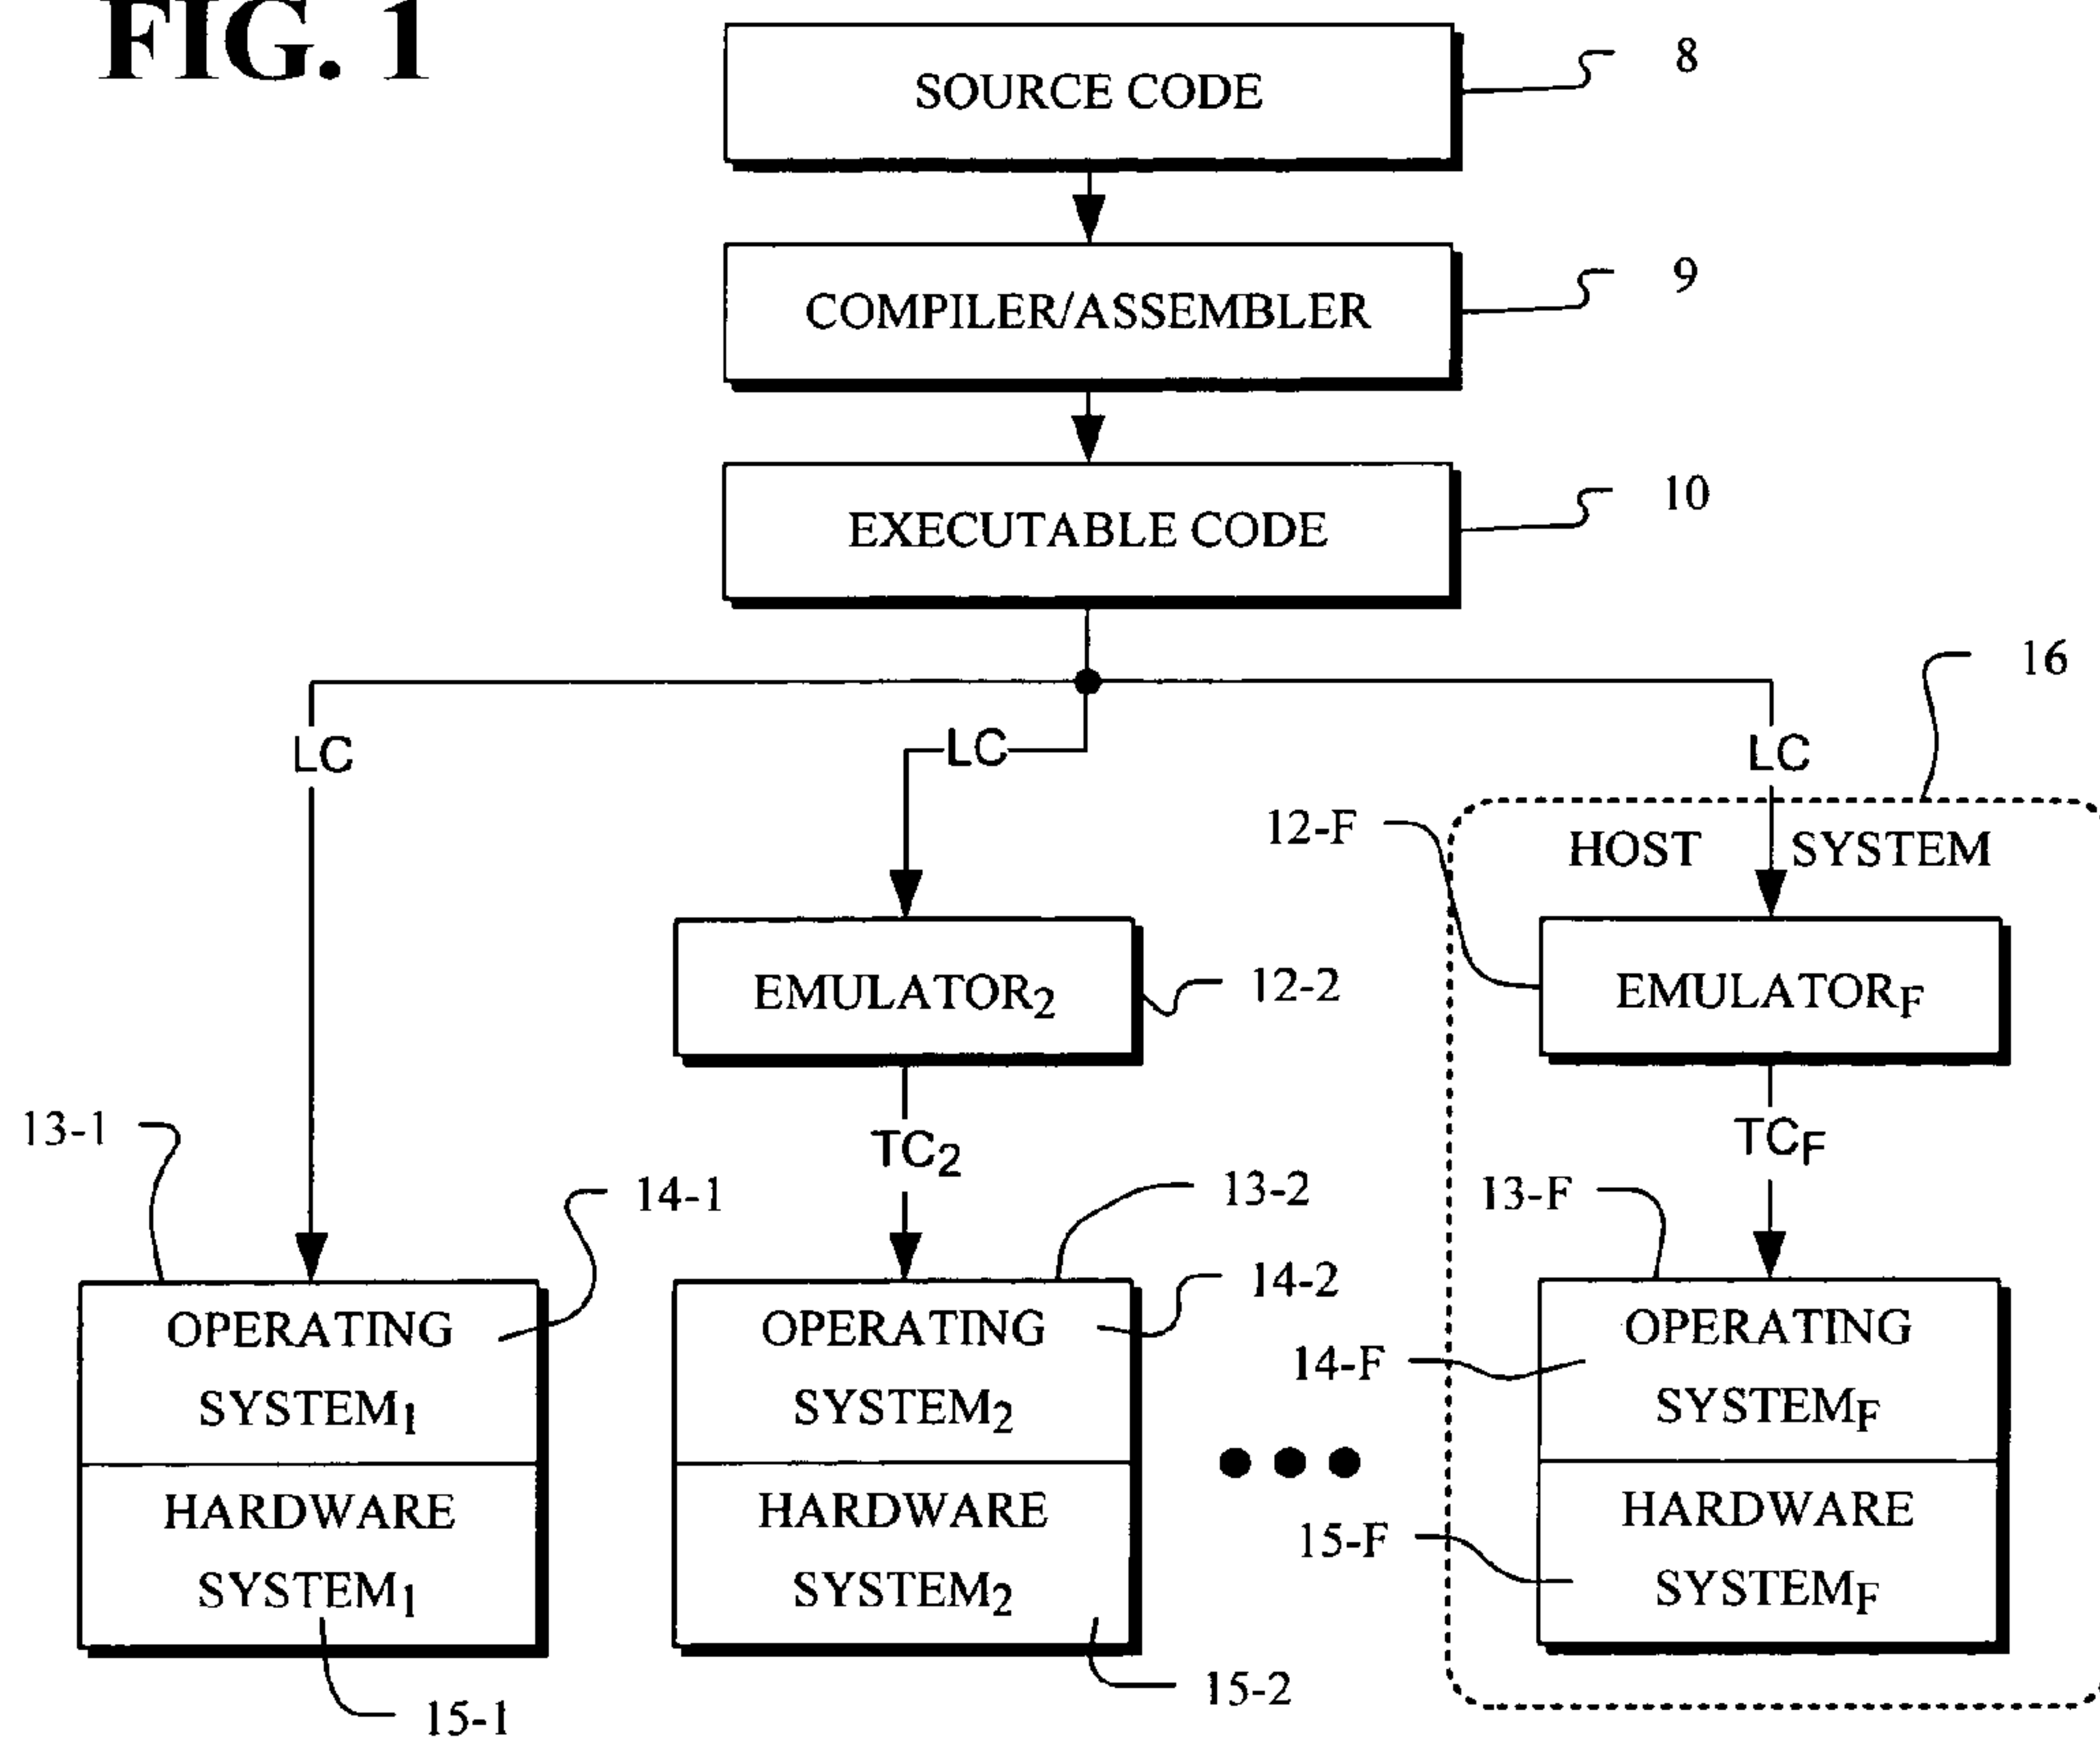 FIG. 1
SOURCE CODE
8
COMPILER/ASSEMBLER
9
EXECUTABLE CODE
10
16
LC
LC
LC
12-F
HOST SYSTEM
EMULATOR2
12-2
EMULATORF
13-1
TC2
TCF
14-1
13-2
13-F
14-2
OPERATING
SYSTEM1
OPERATING
SYSTEM2
14-F
OPERATING
SYSTEMF
HARDWARE
SYSTEM1
HARDWARE
SYSTEM2
15-F
HARDWARE
SYSTEMF
15-1
15-2